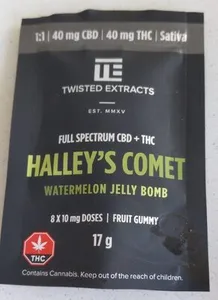 1:1 | 40 mg CBD | 40 mg THC | Sativa
TE
TWISTED EXTRACTS
EST. MMXV
FULL SPECTRUM CBD + THC
HALLEY'S COMET
WATERMELON JELLY BOMB
8 X 10 mg DOSES | FRUIT GUMMY
17 g
THC
Contains Cannabis. Keep out of the reach of children.